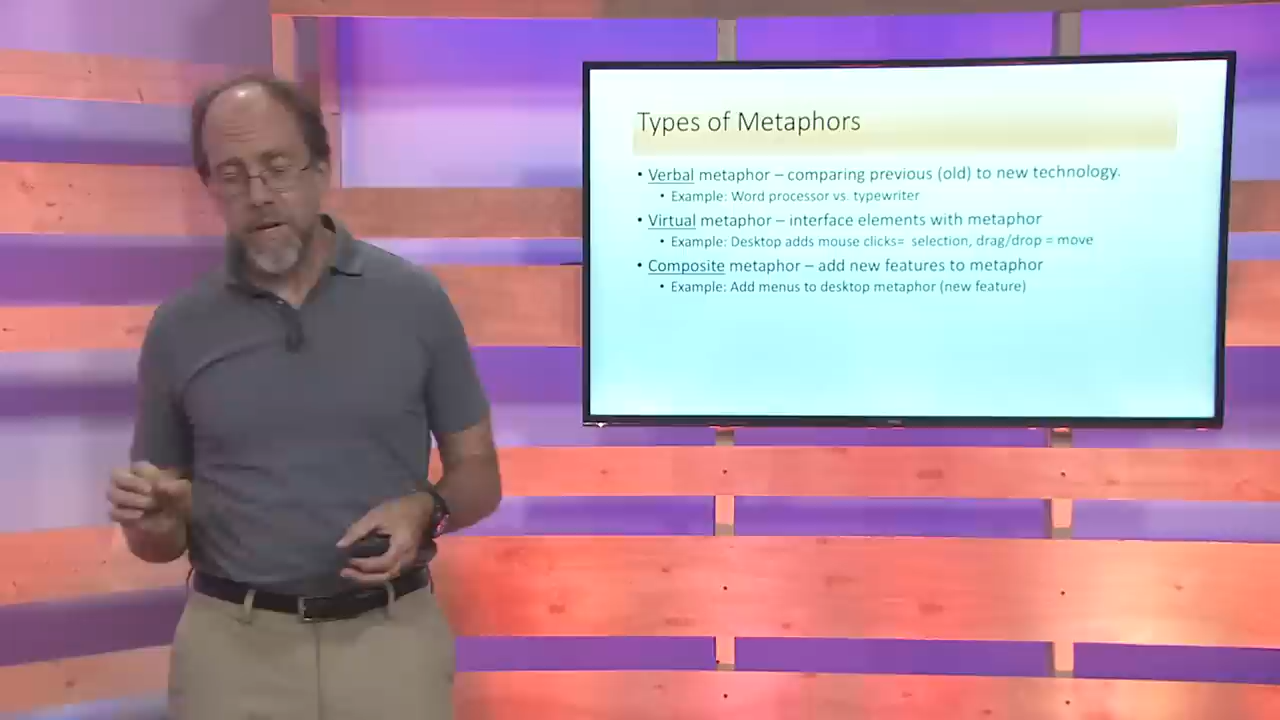 Types of Metaphors
• Verbal metaphor – comparing previous (old) to new technology.
• Example: Word processor vs. typewriter
• Virtual metaphor – interface elements with metaphor
• Example: Desktop adds mouse clicks=  selection, drag/drop = move
• Composite metaphor – add new features to metaphor
• Example: Add menus to desktop metaphor (new feature)